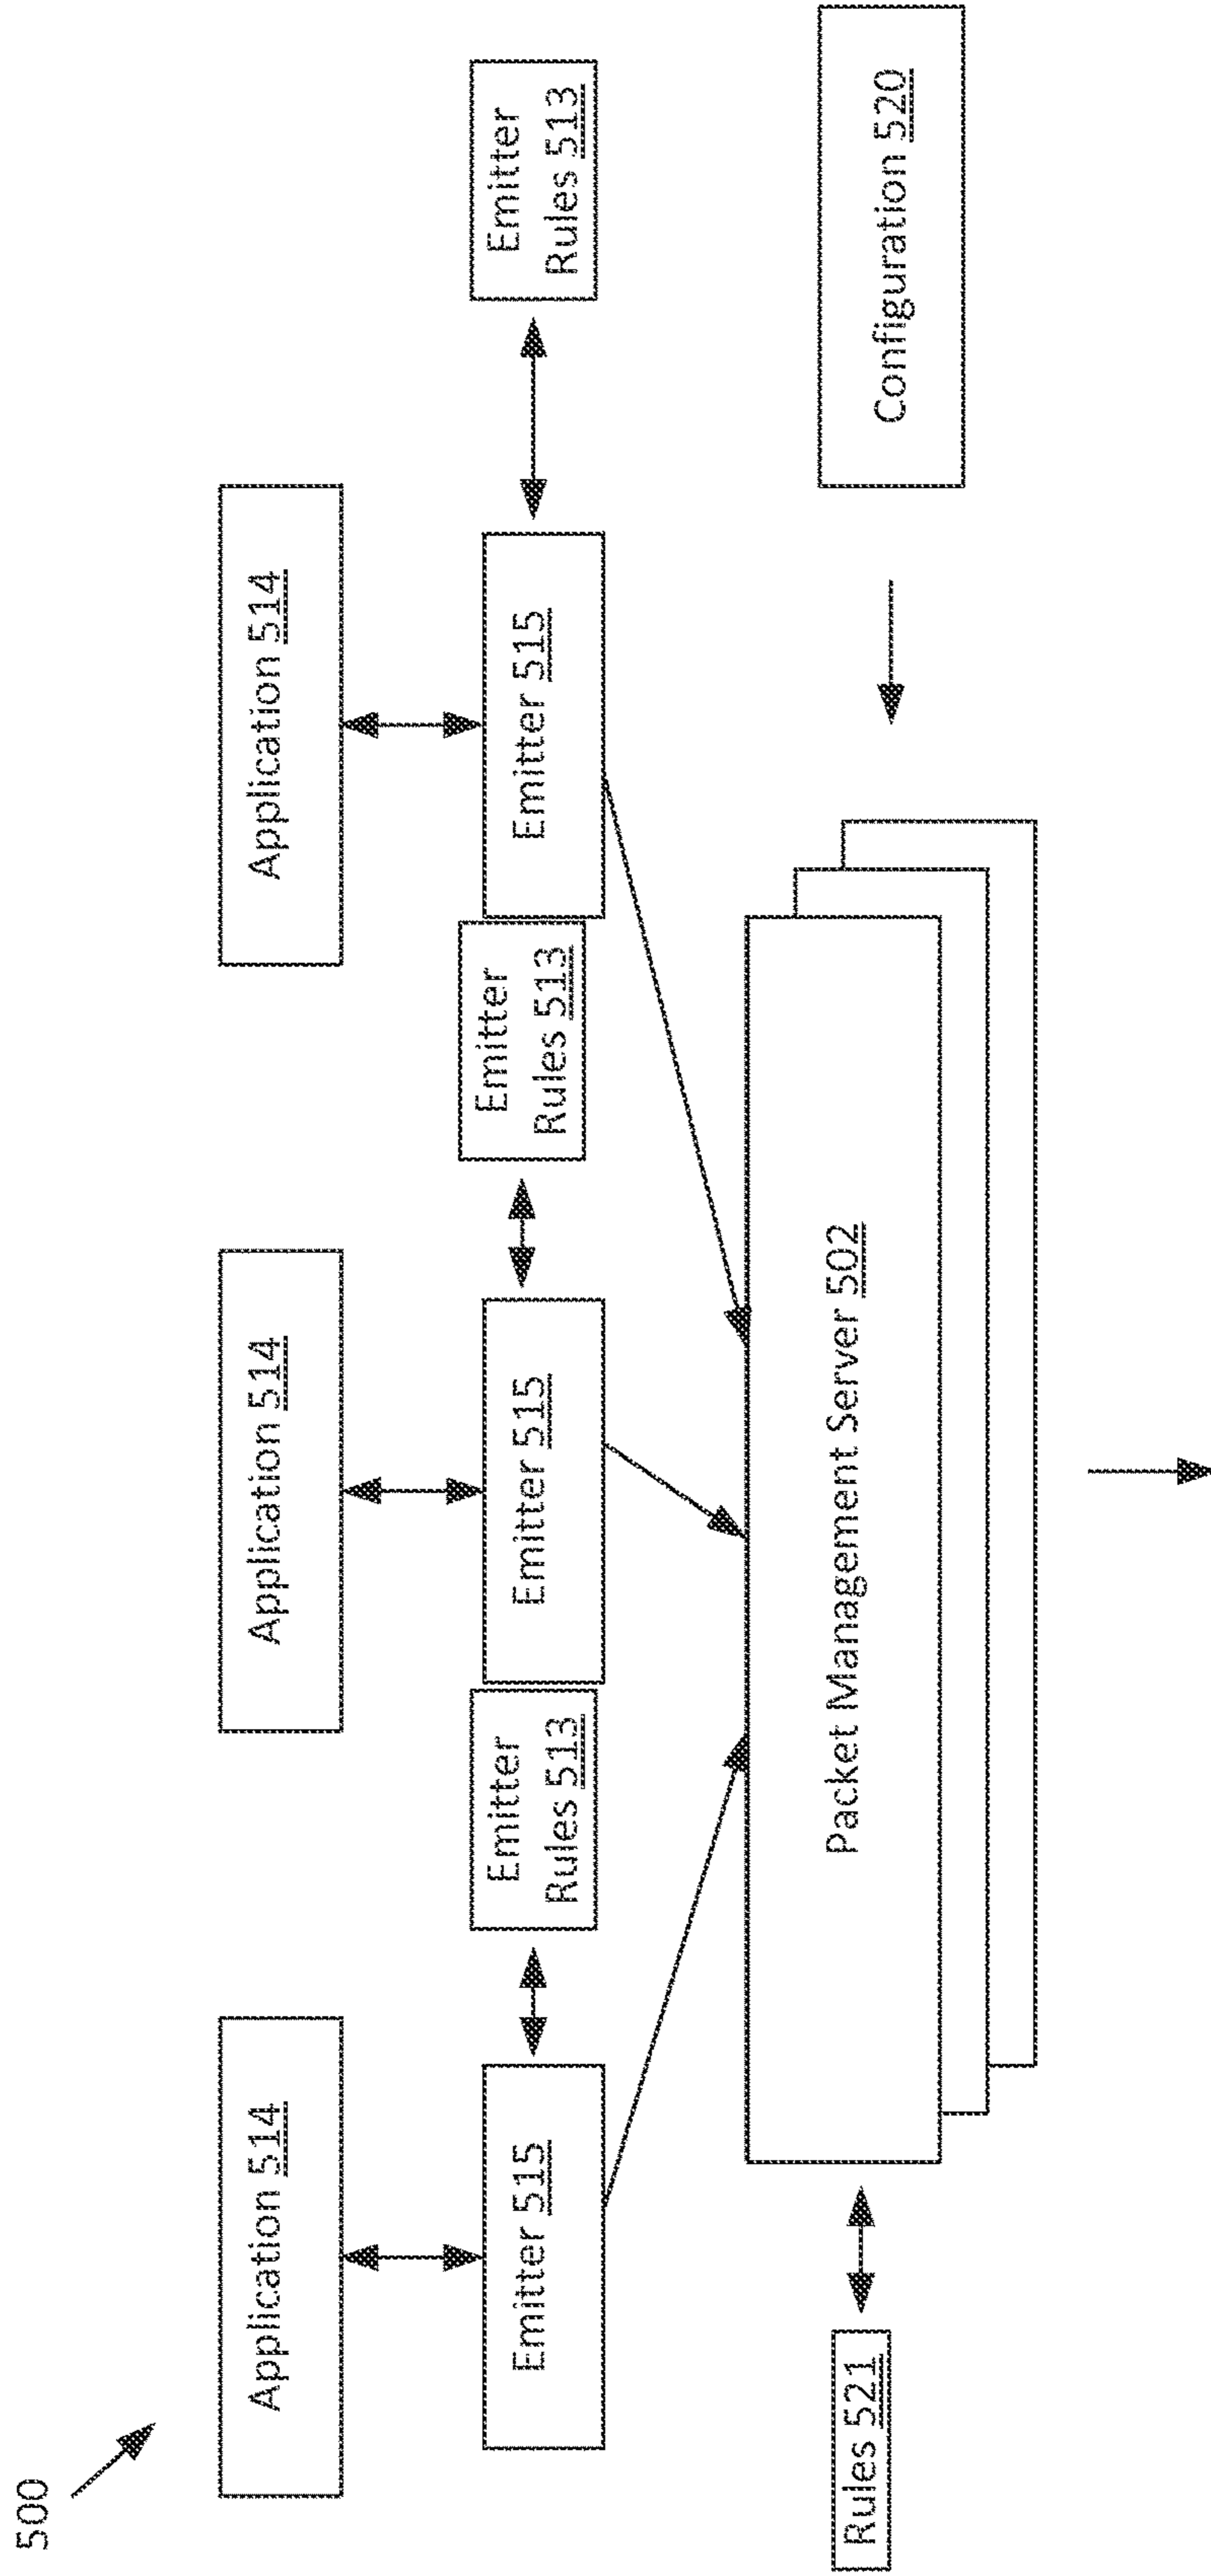 500
Application 514
Application 514
Application 514
Emitter 515
Emitter
Rules 513
Emitter 515
Emitter
Rules 513
Emitter 515
Emitter
Rules 513
Rules 521
Packet Management Server 502
Configuration 520